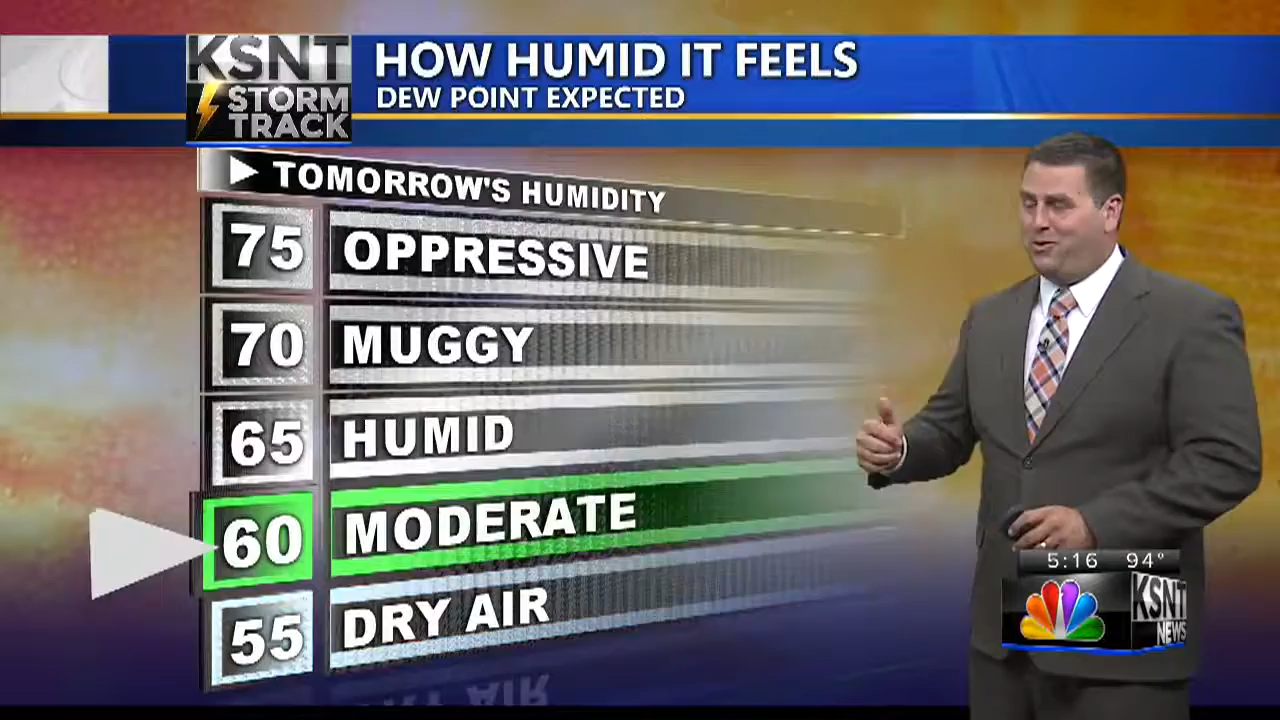 KSNT
STORM
TRACK
HOW HUMID IT FEELS
DEW POINT EXPECTED
TOMORROW'S HUMIDITY
75 OPPRESSIVE
70 MUGGY
65 HUMID
60 MODERATE
55 DRY AIR
5:16 94°
KSNT
NEWS